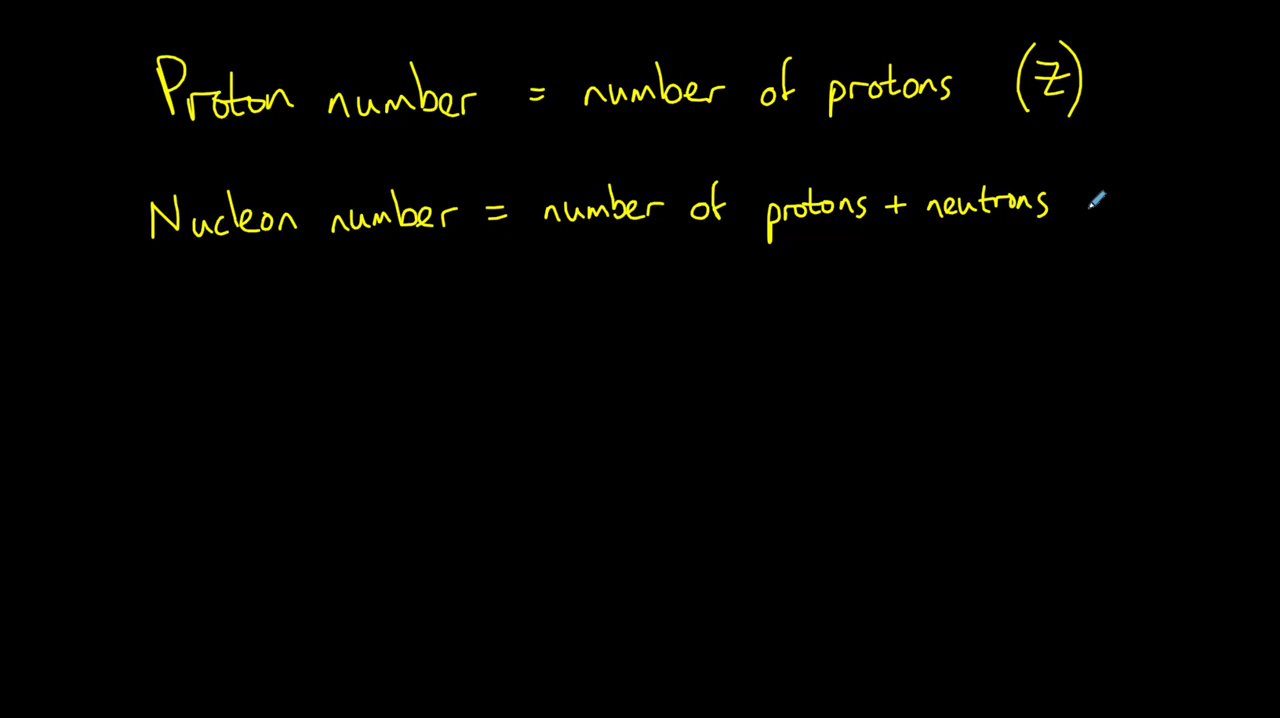 Proton number = number of protons (Z)
Nucleon number = number of protons + neutrons